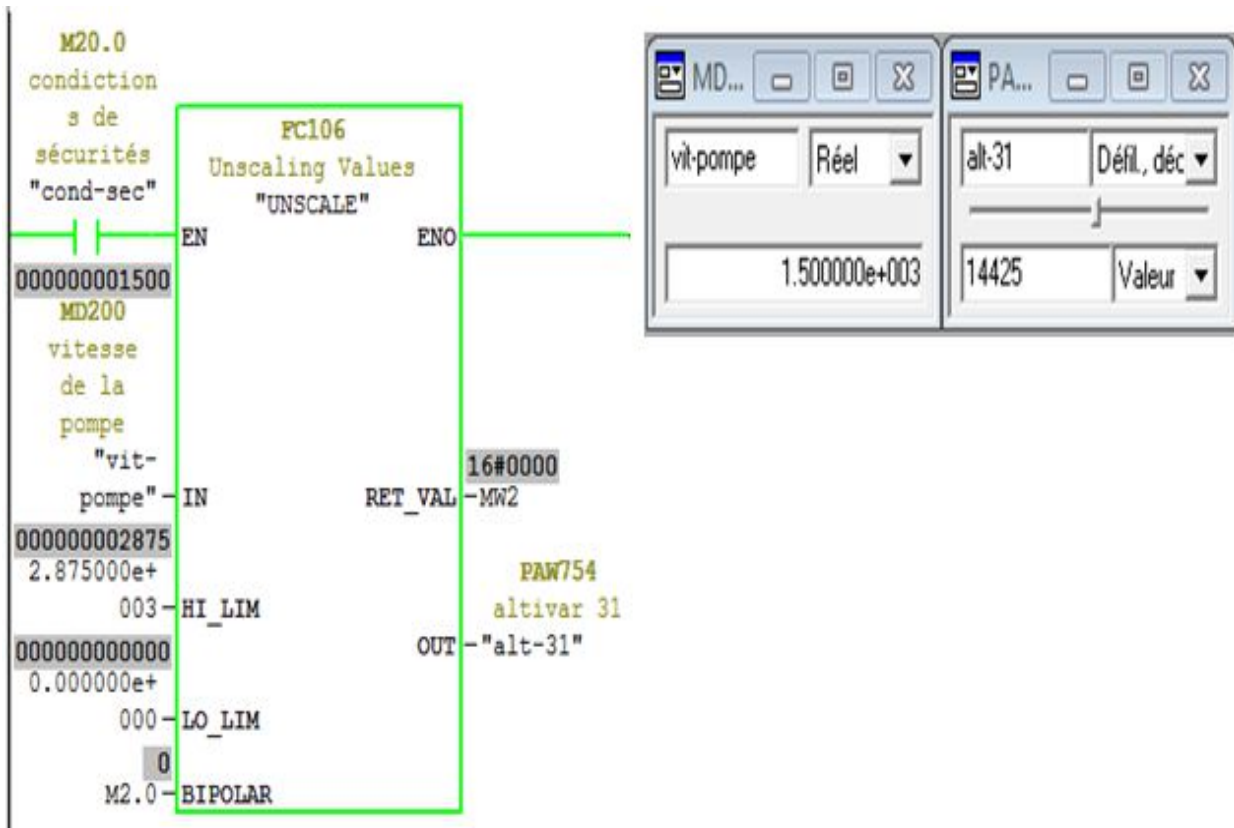 M20.0
condiction
s de
sécurités
"cond-sec"
FC106
Unscaling Values
"UNSCALE"
EN
ENO
000000001500
MD200
vitesse
de la
pompe
"vit-
pompe"
IN
16#0000
RET_VAL
MW2
000000002875
2.875000e+
003
HI_LIM
PAW754
altivar 31
OUT
"alt-31"
000000000000
0.000000e+
000
LO_LIM
0
M2.0
BIPOLAR
MD...
vit-pompe
Réel
1.500000e+003
PA...
alt-31
Défil., déc
14425
Valeur